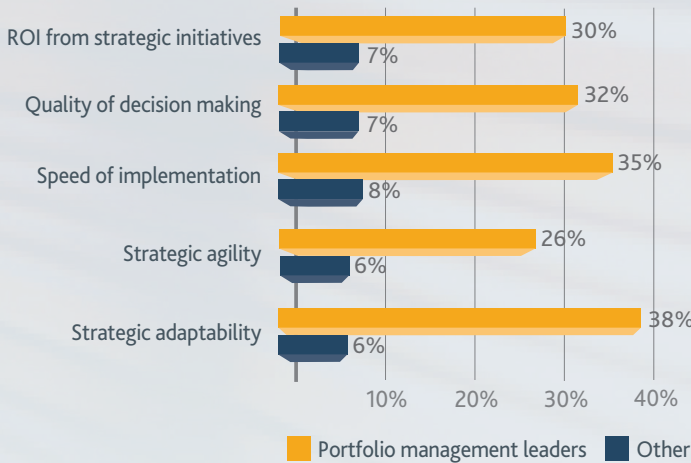 ROI from strategic initiatives
30%
7%
Quality of decision making
32%
7%
Speed of implementation
35%
8%
Strategic agility
26%
6%
Strategic adaptability
38%
6%
10% 20% 30% 40%
Portfolio management leaders Other